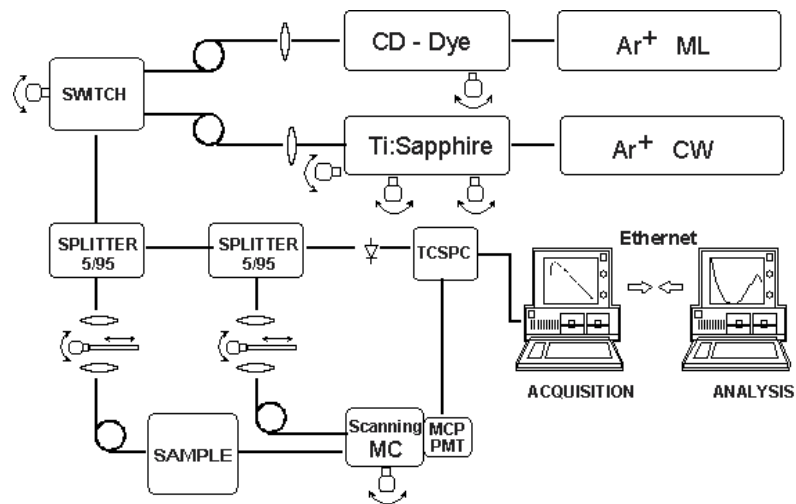 CD - Dye
Ar+ ML
SWITCH
Ti:Sapphire
Ar+ CW
SPLITTER
5/95
SPLITTER
5/95
TCSPC
Ethernet
ACQUISITION
ANALYSIS
SAMPLE
Scanning
MC
MCP
PMT